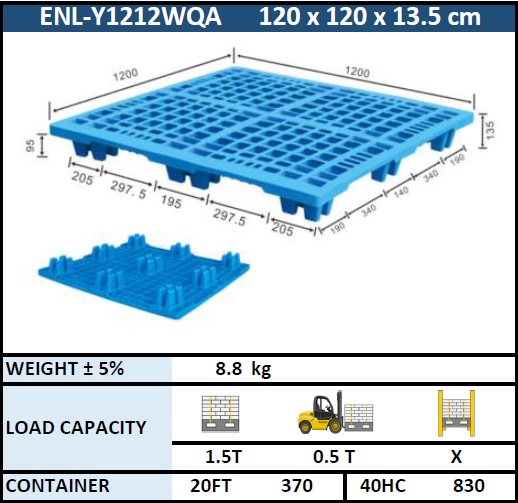 ENL-Y1212WQA 120 x 120 x 13.5 cm
1200 1200
95
135
205 297.5 195 297.5 205
190 340 140 340 190
WEIGHT ± 5% 8.8 kg
LOAD CAPACITY
1.5T 0.5 T X
CONTAINER 20FT 370 40HC 830